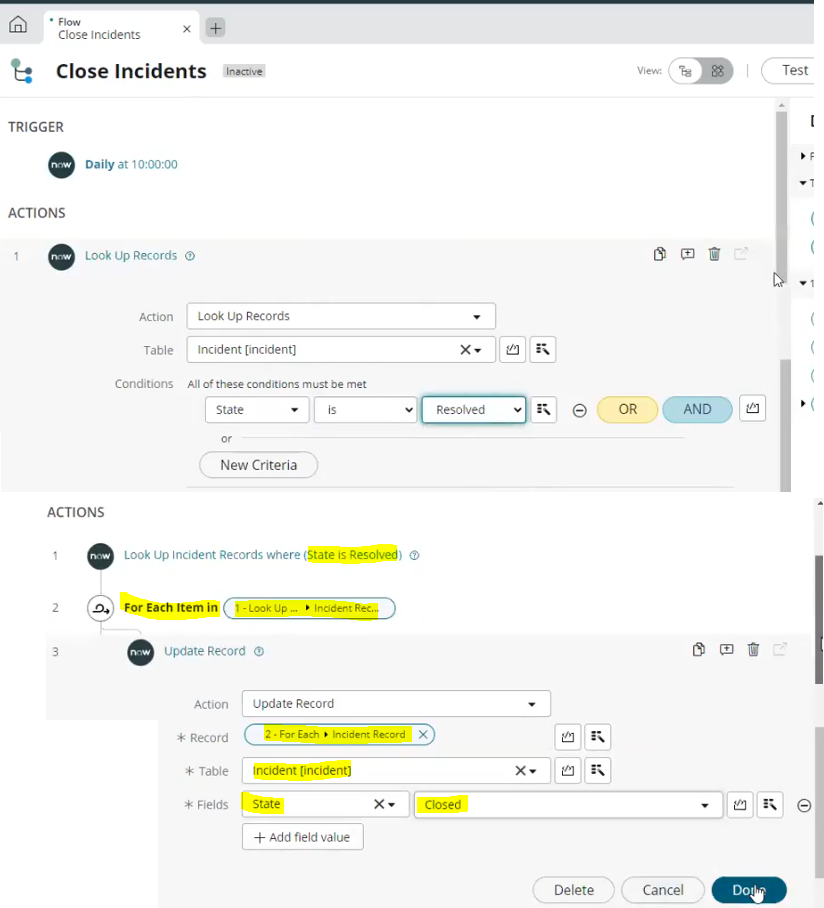 Flow
Close Incidents
Close Incidents Inactive View: Test
TRIGGER
now Daily at 10:00:00
ACTIONS
1 now Look Up Records
Action Look Up Records
Table Incident [incident]
Conditions All of these conditions must be met
State is Resolved OR AND
or
New Criteria
ACTIONS
1 now Look Up Incident Records where (State is Resolved)
2 For Each Item in 1 - Look Up ... Incident Rec...
3 now Update Record
Action Update Record
* Record 2 - For Each Incident Record
* Table Incident [incident]
* Fields State Closed
+ Add field value
Delete Cancel Done